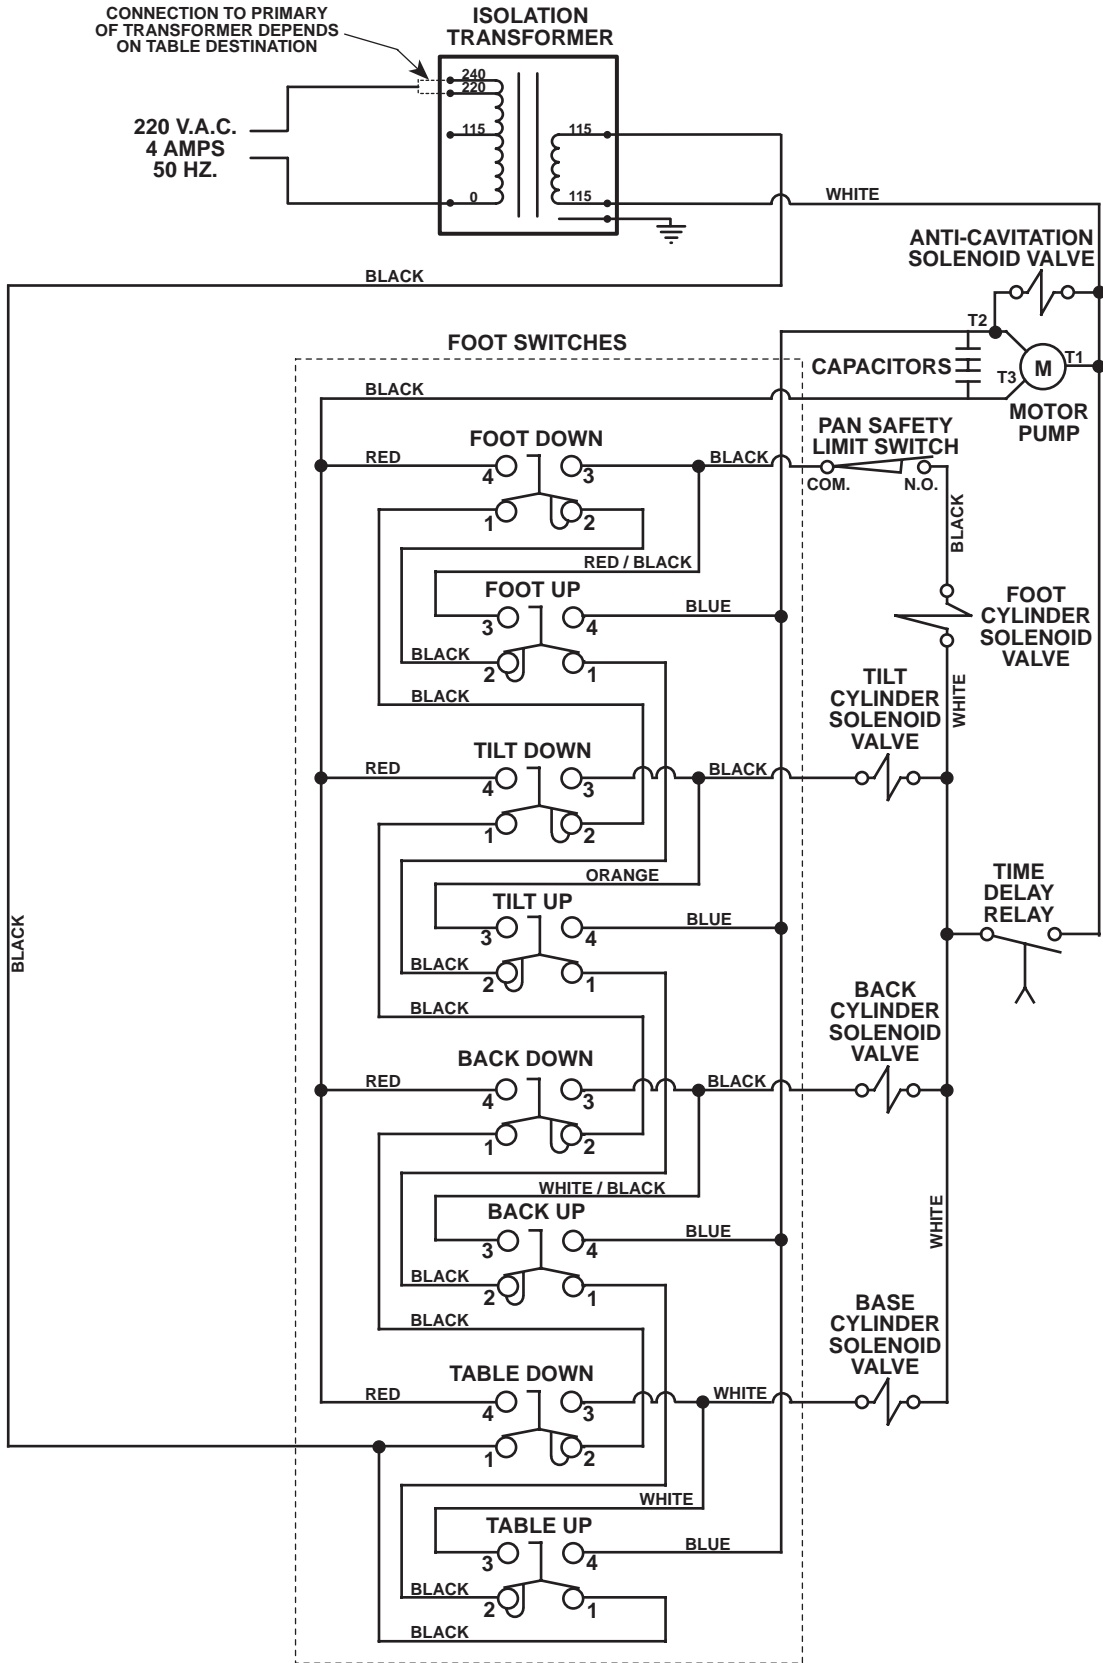 CONNECTION TO PRIMARY
OF TRANSFORMER DEPENDS
ON TABLE DESTINATION
ISOLATION
TRANSFORMER
240
220
115
0
115
115
220 V.A.C.
4 AMPS
50 HZ.
WHITE
BLACK
ANTI-CAVITATION
SOLENOID VALVE
T2
CAPACITORS
M
T1
T3
MOTOR
PUMP
FOOT SWITCHES
BLACK
PAN SAFETY
LIMIT SWITCH
COM.
N.O.
BLACK
FOOT DOWN
RED
4
3
BLACK
1
2
RED / BLACK
FOOT UP
3
4
BLUE
BLACK
2
1
BLACK
FOOT
CYLINDER
SOLENOID
VALVE
WHITE
TILT
CYLINDER
SOLENOID
VALVE
TILT DOWN
RED
4
3
BLACK
1
2
ORANGE
TILT UP
3
4
BLUE
BLACK
2
1
BLACK
TIME
DELAY
RELAY
BLACK
BACK
CYLINDER
SOLENOID
VALVE
BACK DOWN
RED
4
3
BLACK
1
2
WHITE / BLACK
BACK UP
3
4
BLUE
BLACK
2
1
BLACK
WHITE
BASE
CYLINDER
SOLENOID
VALVE
TABLE DOWN
RED
4
3
WHITE
1
2
WHITE
TABLE UP
3
4
BLUE
BLACK
2
1
BLACK